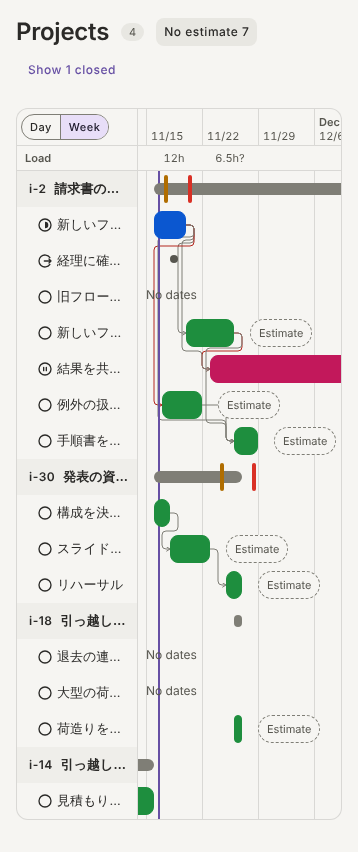 Projects 4 No estimate 7
Show 1 closed
Day Week
Dec
11/15 11/22 11/29 12/6
Load 12h 6.5h?
i-2 請求書の…
新しいフ…
経理に確…
旧フロー… No dates
新しいフ… Estimate
結果を共…
例外の扱… Estimate
手順書を… Estimate
i-30 発表の資…
構成を決…
スライド… Estimate
リハーサル Estimate
i-18 引っ越し…
退去の連… No dates
大型の荷… No dates
荷造りを… Estimate
i-14 引っ越し…
見積もり…